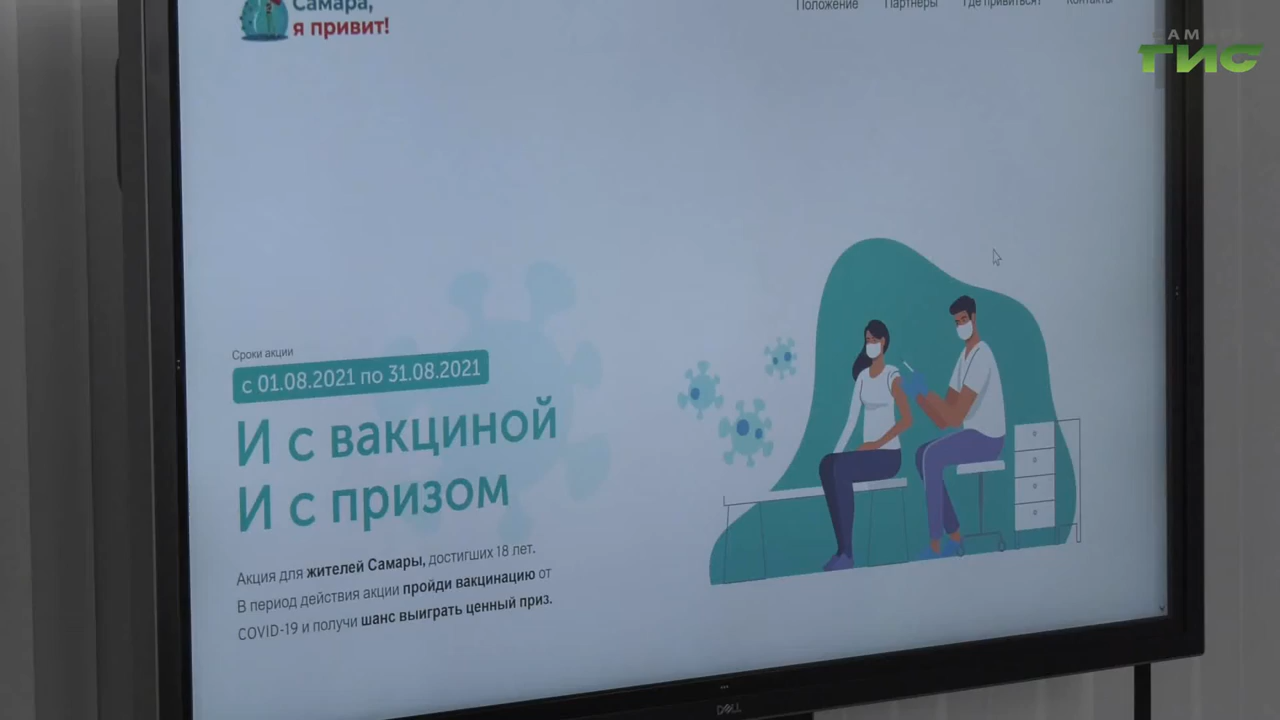 Самара,
я привит!
Положение
Партнеры
Где привиться?
Контакты
САМАРА
ГИС
Сроки акции
с 01.08.2021 по 31.08.2021
И с вакциной
И с призом
Акция для жителей Самары, достигших 18 лет.
В период действия акции пройди вакцинацию от
COVID-19 и получи шанс выиграть ценный приз.
DELL